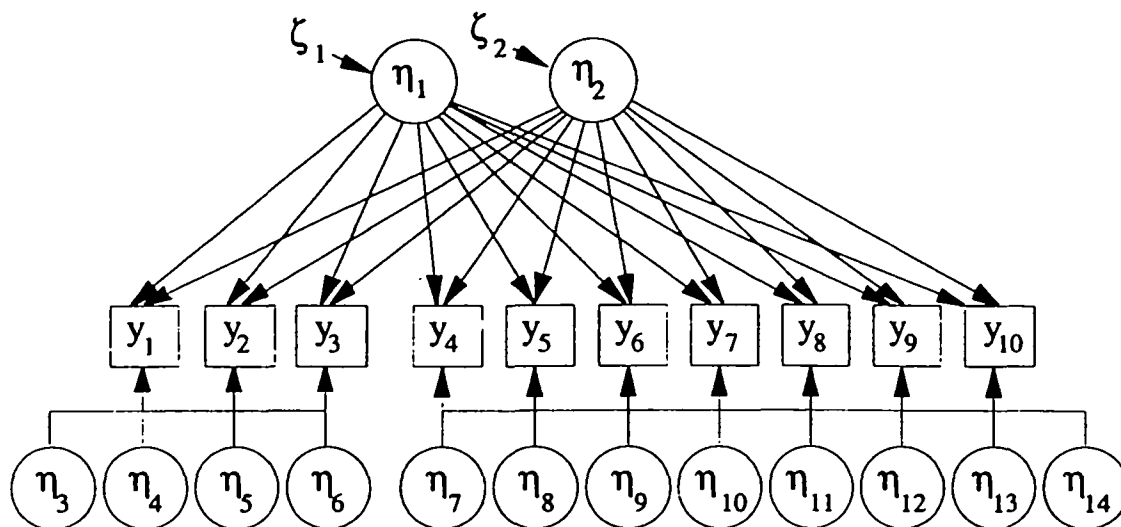 ζ₁ η₁ ζ₂ η₂
y₁ y₂ y₃ y₄ y₅ y₆ y₇ y₈ y₉ y₁₀
η₃ η₄ η₅ η₆ η₇ η₈ η₉ η₁₀ η₁₁ η₁₂ η₁₃ η₁₄